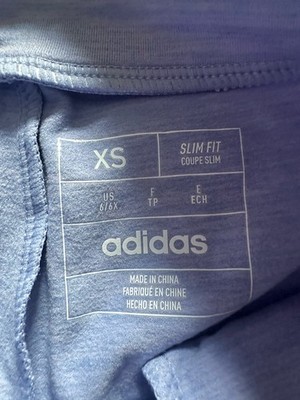 XS
SLIM FIT
COUPE SLIM
US
6/6X
F
TP
E
ECH
adidas
MADE IN CHINA
FABRIQUÉ EN CHINE
HECHO EN CHINA